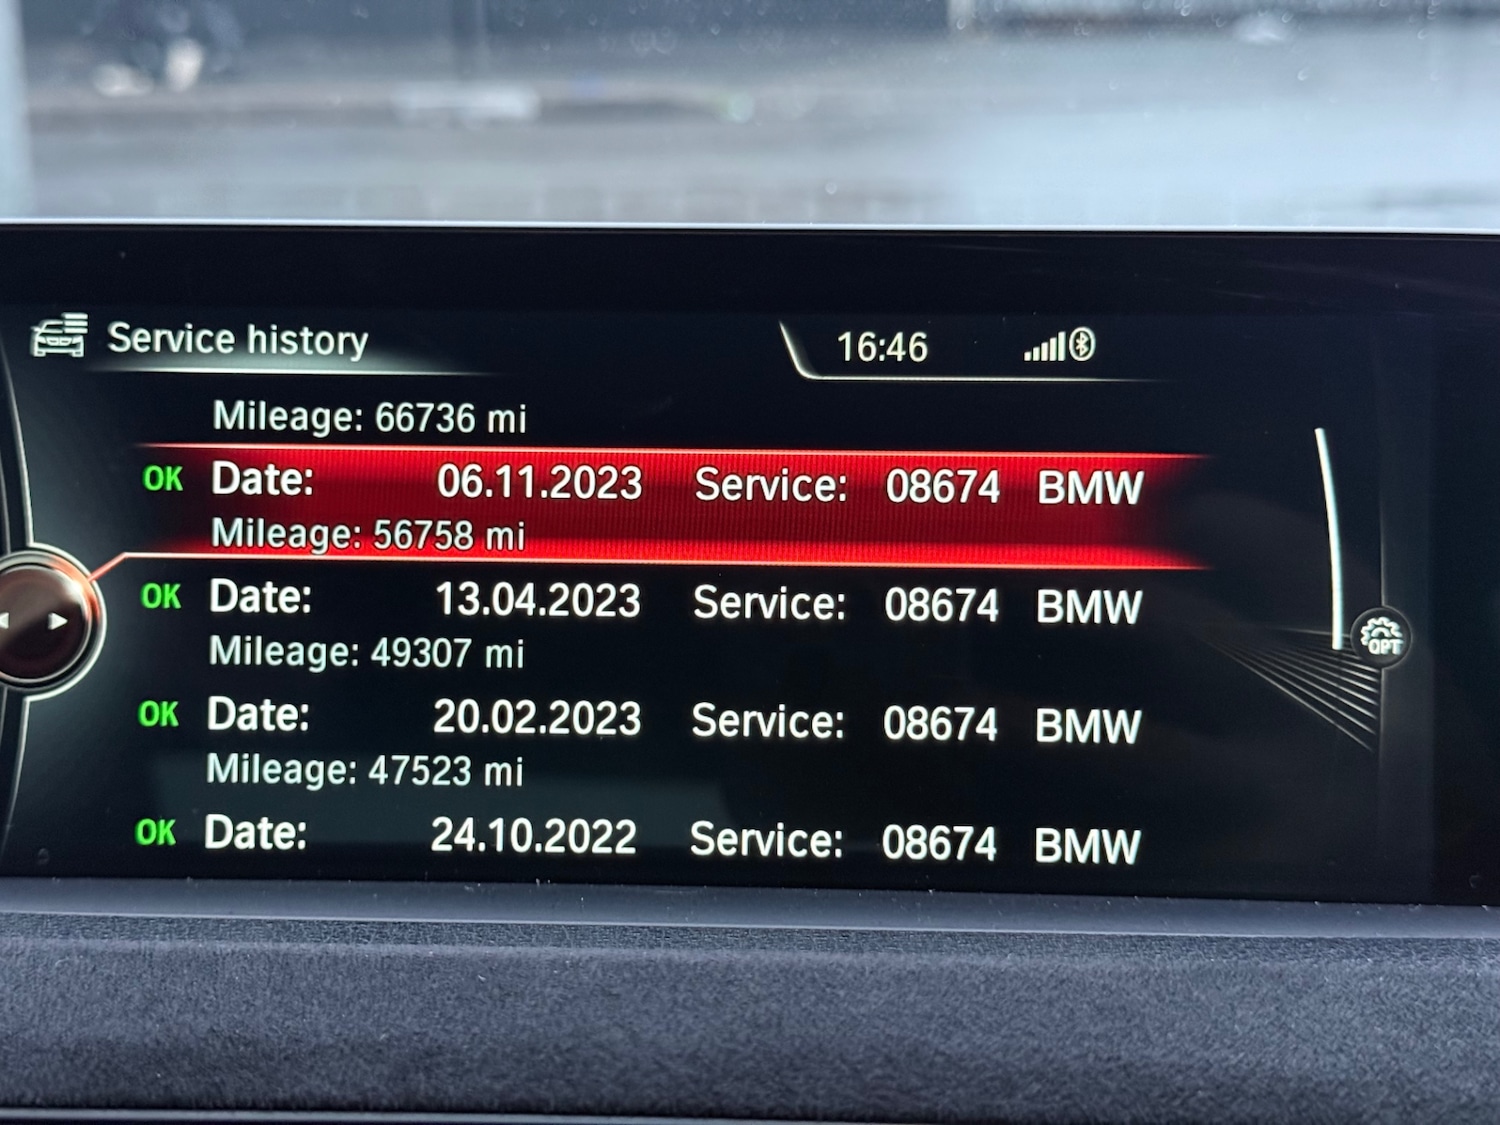 Service history 16:46
Mileage: 66736 mi
OK Date: 06.11.2023 Service: 08674 BMW
Mileage: 56758 mi
OK Date: 13.04.2023 Service: 08674 BMW
Mileage: 49307 mi
OK Date: 20.02.2023 Service: 08674 BMW
Mileage: 47523 mi
OPT
OK Date: 24.10.2022 Service: 08674 BMW